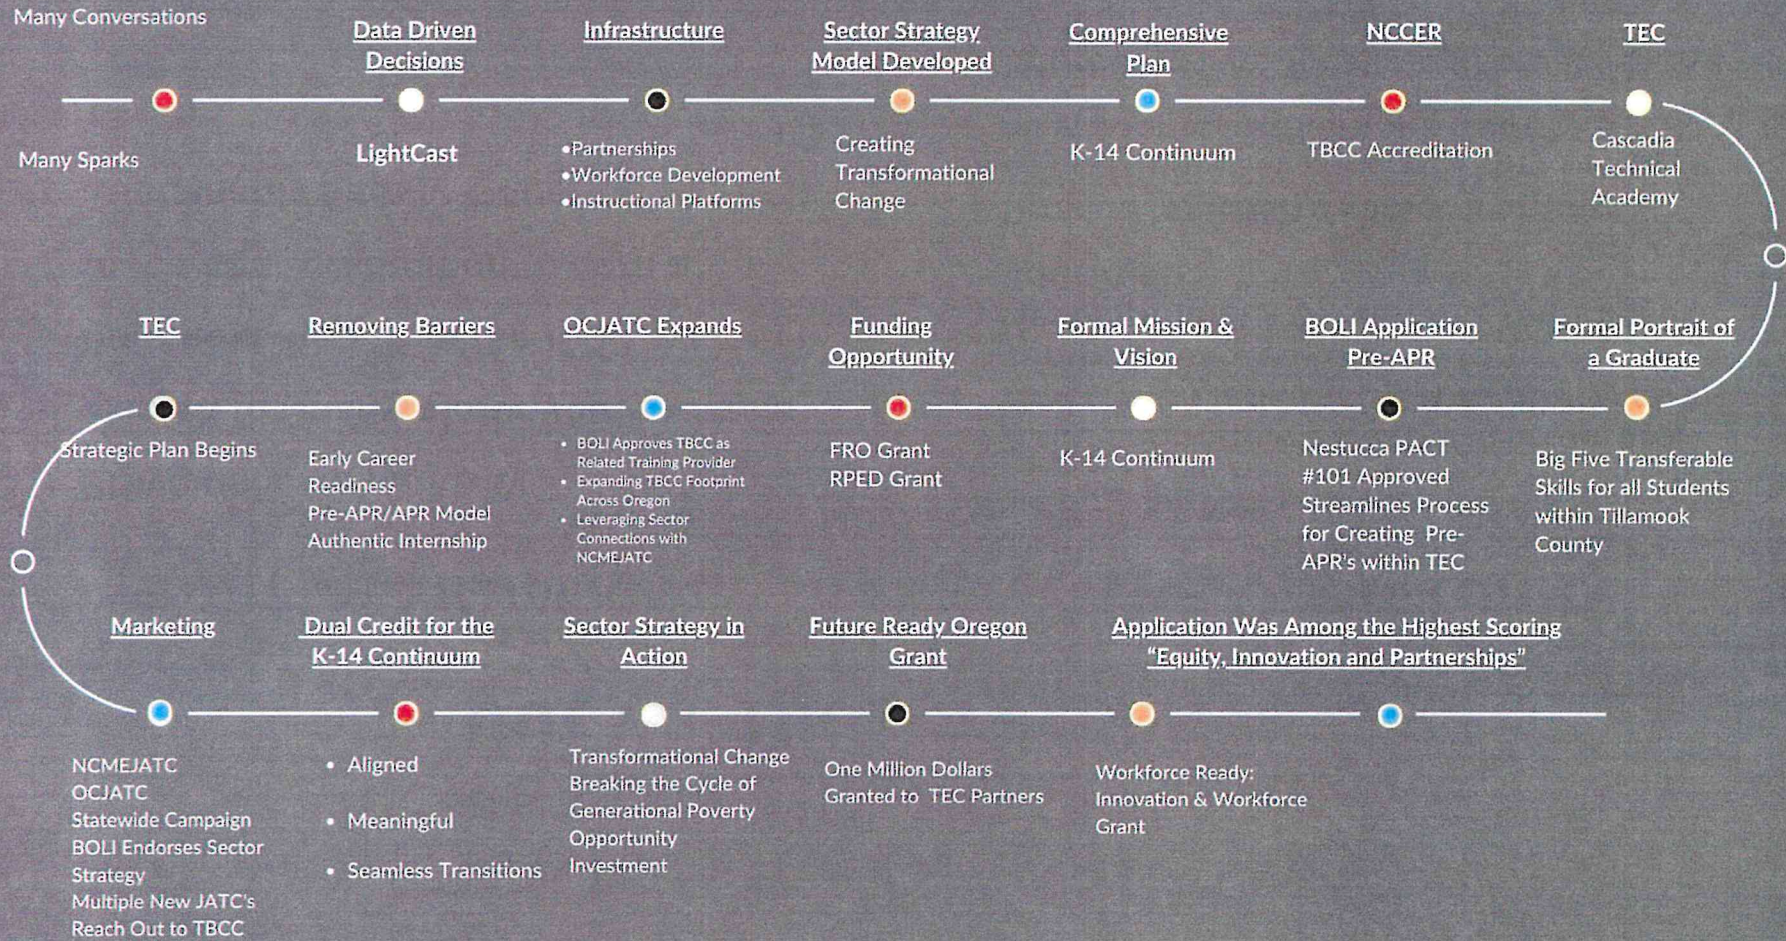 Many Conversations
Many Sparks
Data Driven
Decisions
LightCast
Infrastructure
•Partnerships
•Workforce Development
•Instructional Platforms
Sector Strategy
Model Developed
Creating
Transformational
Change
Comprehensive
Plan
K-14 Continuum
NCCER
TBCC Accreditation
TEC
Cascadia
Technical
Academy
Formal Portrait of
a Graduate
Big Five Transferable
Skills for all Students
within Tillamook
County
BOLI Application
Pre-APR
Nestucca PACT
#101 Approved
Streamlines Process
for Creating Pre-
APR's within TEC
Formal Mission &
Vision
K-14 Continuum
Funding
Opportunity
FRO Grant
RPED Grant
OCJATC Expands
• BOLI Approves TBCC as
Related Training Provider
• Expanding TBCC Footprint
Across Oregon
• Leveraging Sector
Connections with
NCMEJATC
Removing Barriers
Early Career
Readiness
Pre-APR/APR Model
Authentic Internship
TEC
Strategic Plan Begins
Marketing
NCMEJATC
OCJATC
Statewide Campaign
BOLI Endorses Sector
Strategy
Multiple New JATC's
Reach Out to TBCC
Dual Credit for the
K-14 Continuum
• Aligned
• Meaningful
• Seamless Transitions
Sector Strategy in
Action
Transformational Change
Breaking the Cycle of
Generational Poverty
Opportunity
Investment
Future Ready Oregon
Grant
One Million Dollars
Granted to TEC Partners
Application Was Among the Highest Scoring
"Equity, Innovation and Partnerships"
Workforce Ready:
Innovation & Workforce
Grant